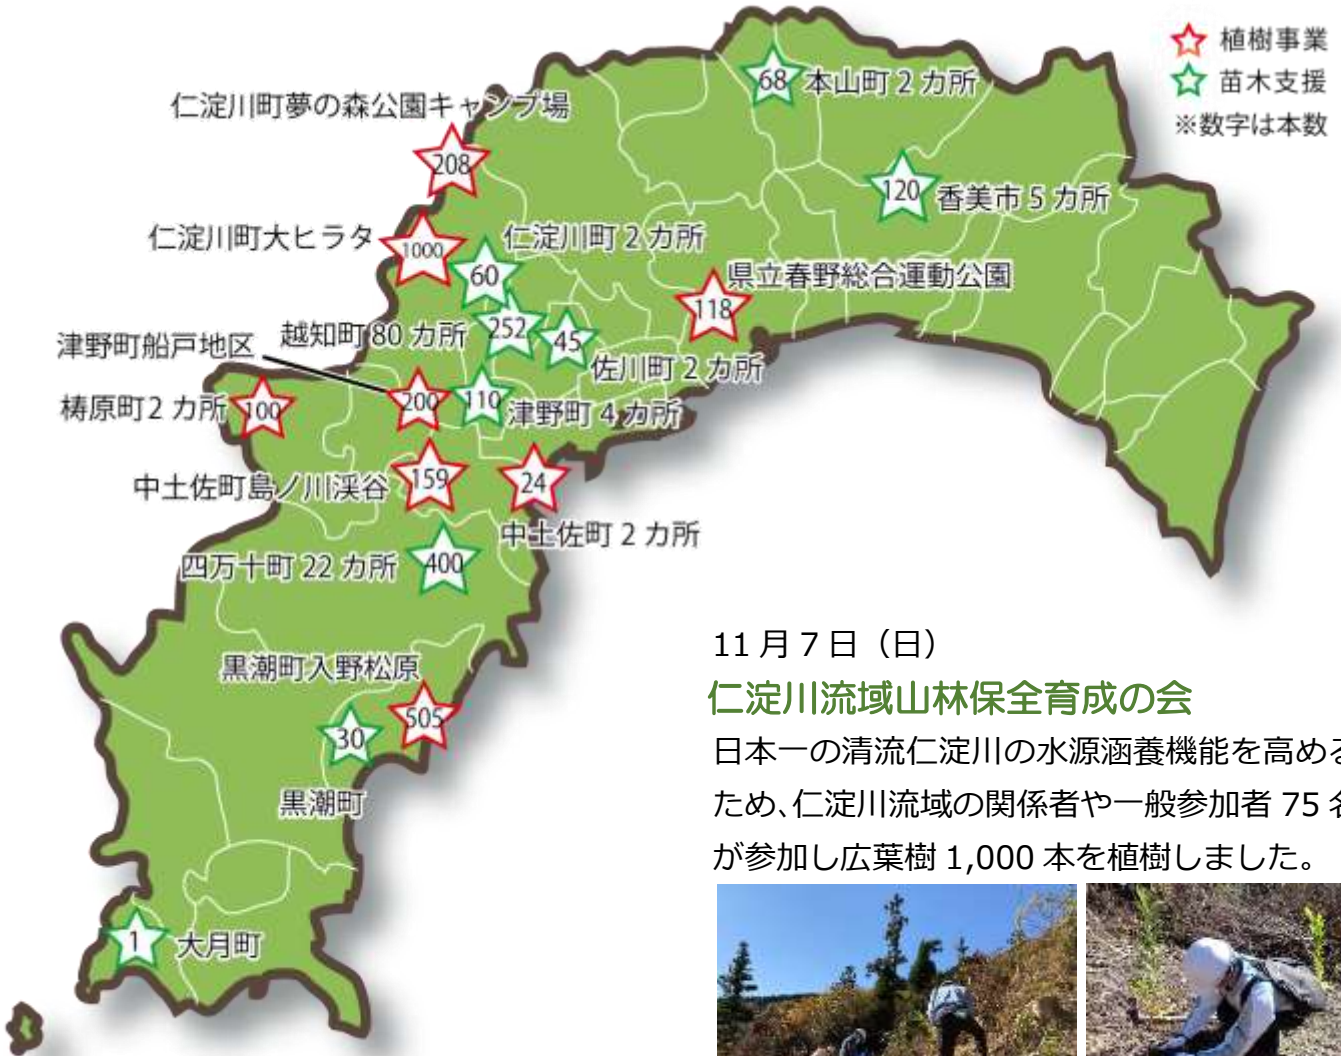 植樹事業
苗木支援
※数字は本数
68 本山町 2 カ所
仁淀川町夢の森公園キャンプ場
208
120 香美市 5 カ所
仁淀川町大ヒラタ 1000
仁淀川町 2 カ所
60
県立春野総合運動公園
118
越知町 80 カ所 252
45
佐川町 2 カ所
津野町船戸地区
200
110 津野町 4 カ所
梼原町2 カ所 100
中土佐町島ノ川渓谷 159
24
中土佐町 2 カ所
四万十町 22 カ所 400
黒潮町入野松原
505
30
黒潮町
1 大月町
11 月 7 日（日）
仁淀川流域山林保全育成の会
日本一の清流仁淀川の水源涵養機能を高める
ため、仁淀川流域の関係者や一般参加者 75 名
が参加し広葉樹 1,000 本を植樹しました。